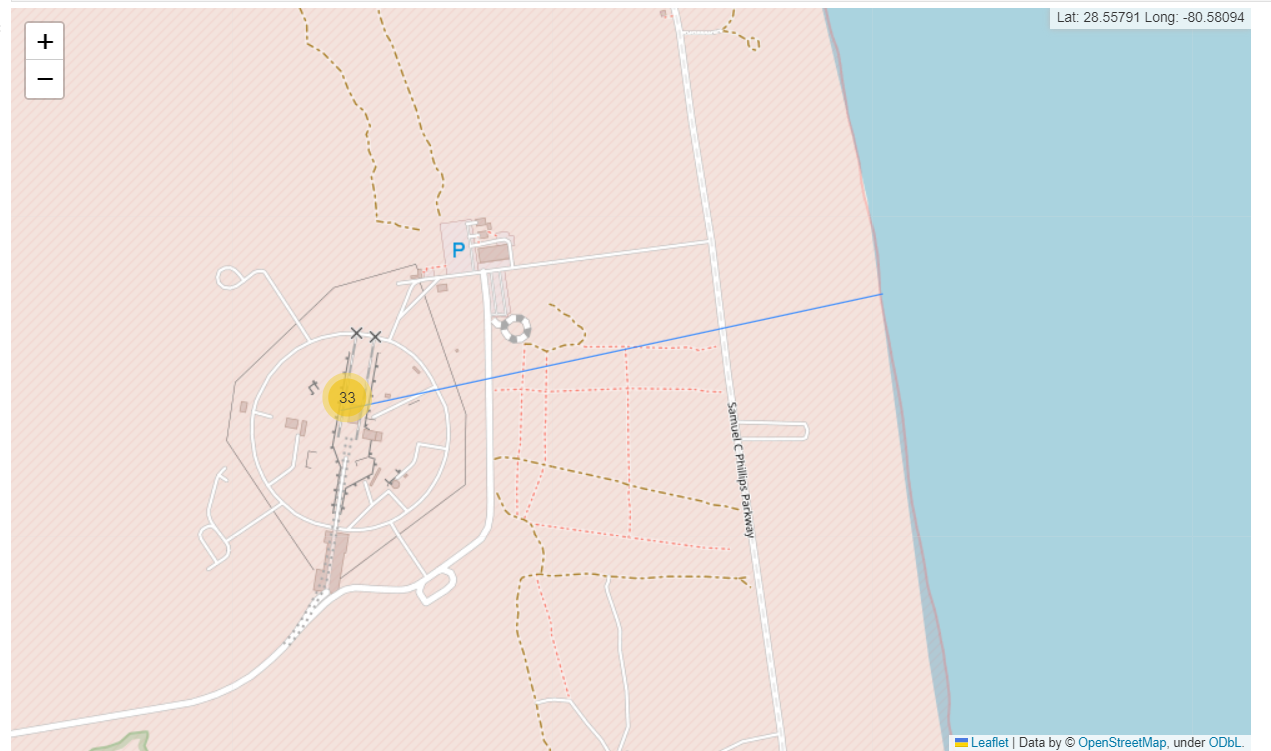 +
−
Lat: 28.55791 Long: -80.58094
P
33
Samuel C Phillips Parkway
Leaflet | Data by © OpenStreetMap, under ODbL.